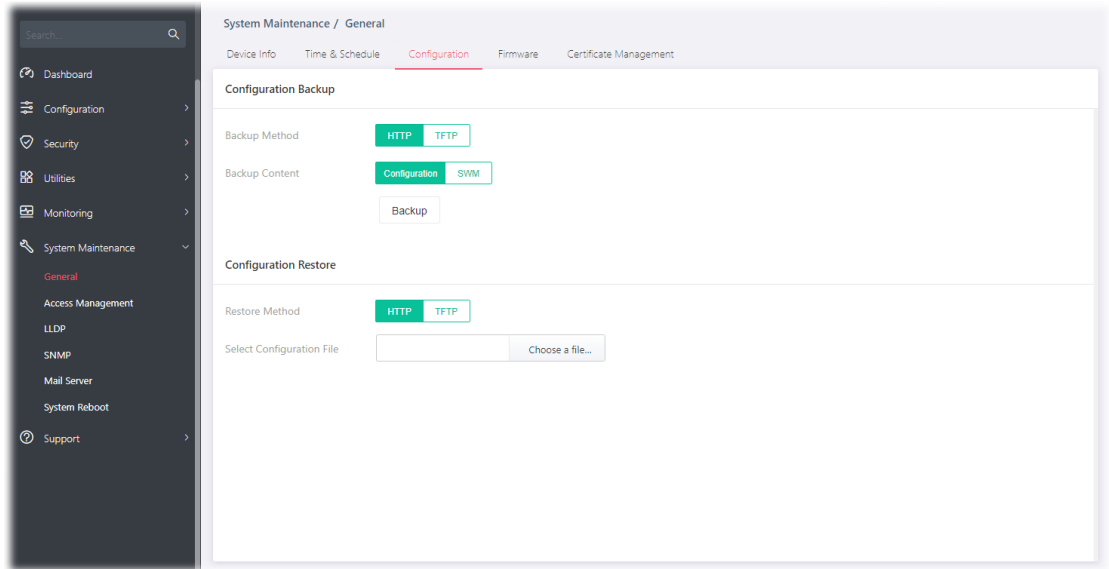 Search...
Dashboard
Configuration
Security
Utilities
Monitoring
System Maintenance
General
Access Management
LLDP
SNMP
Mail Server
System Reboot
Support
System Maintenance / General
Device Info Time & Schedule Configuration Firmware Certificate Management
Configuration Backup
Backup Method HTTP TFTP
Backup Content Configuration SWM
Backup
Configuration Restore
Restore Method HTTP TFTP
Select Configuration File Choose a file...